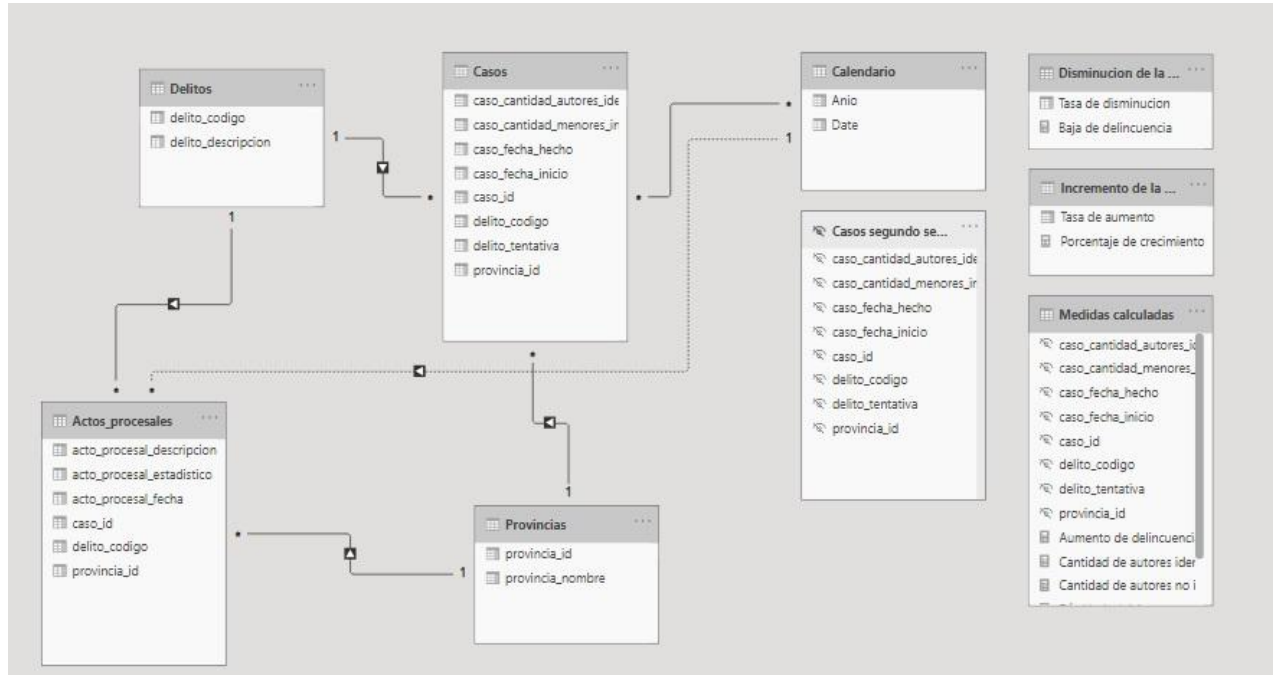 Delitos
delito_codigo
delito_descripcion
1
1
Casos
caso_cantidad_autores_ide
caso_cantidad_menores_ir
caso_fecha_hecho
caso_fecha_inicio
caso_id
delito_codigo
delito_tentativa
provincia_id
Calendario
Anio
Date
1
Casos segundo se...
caso_cantidad_autores_ide
caso_cantidad_menores_ir
caso_fecha_hecho
caso_fecha_inicio
caso_id
delito_codigo
delito_tentativa
provincia_id
Disminucion de la ...
Tasa de disminucion
Baja de delincuencia
Incremento de la ...
Tasa de aumento
Porcentaje de crecimiento
Medidas calculadas
caso_cantidad_autores_ic
caso_cantidad_menores_
caso_fecha_hecho
caso_fecha_inicio
caso_id
delito_codigo
delito_tentativa
provincia_id
Aumento de delincuenci
Cantidad de autores ider
Cantidad de autores no i
Actos_procesales
acto_procesal_descripcion
acto_procesal_estadistico
acto_procesal_fecha
caso_id
delito_codigo
provincia_id
1
1
Provincias
provincia_id
provincia_nombre